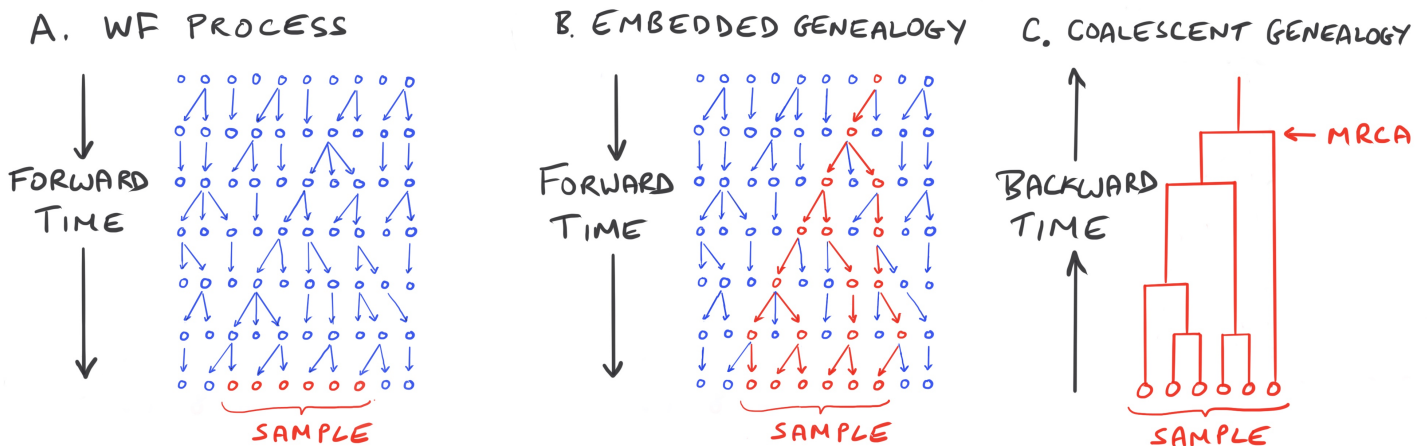 A. WF PROCESS
FORWARD
TIME
SAMPLE
B. EMBEDDED GENEALOGY
FORWARD
TIME
SAMPLE
C. COALESCENT GENEALOGY
← MRCA
BACKWARD
TIME
SAMPLE